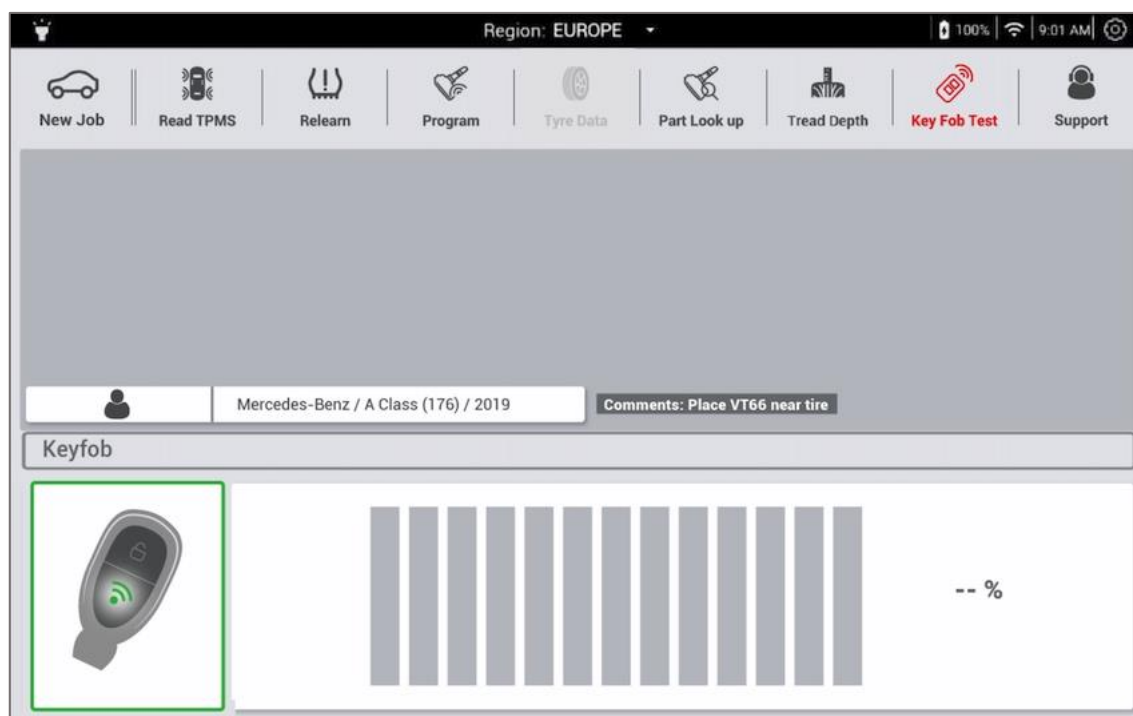 Region: EUROPE
100%
9:01 AM
New Job
Read TPMS
Relearn
Program
Tyre Data
Part Look up
Tread Depth
Key Fob Test
Support
Mercedes-Benz / A Class (176) / 2019
Comments: Place VT66 near tire
Keyfob
-- %